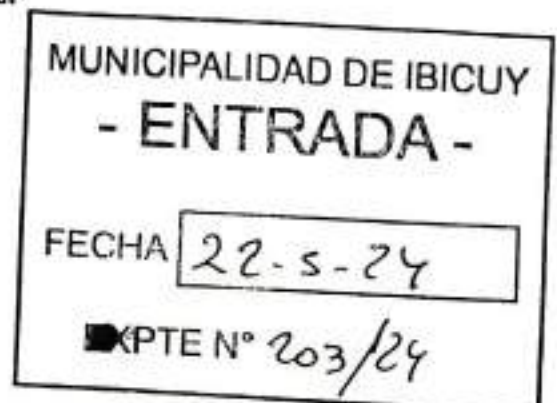 MUNICIPALIDAD DE IBICUY
- ENTRADA -
FECHA 22-5-24
EXPTE N° 203/24